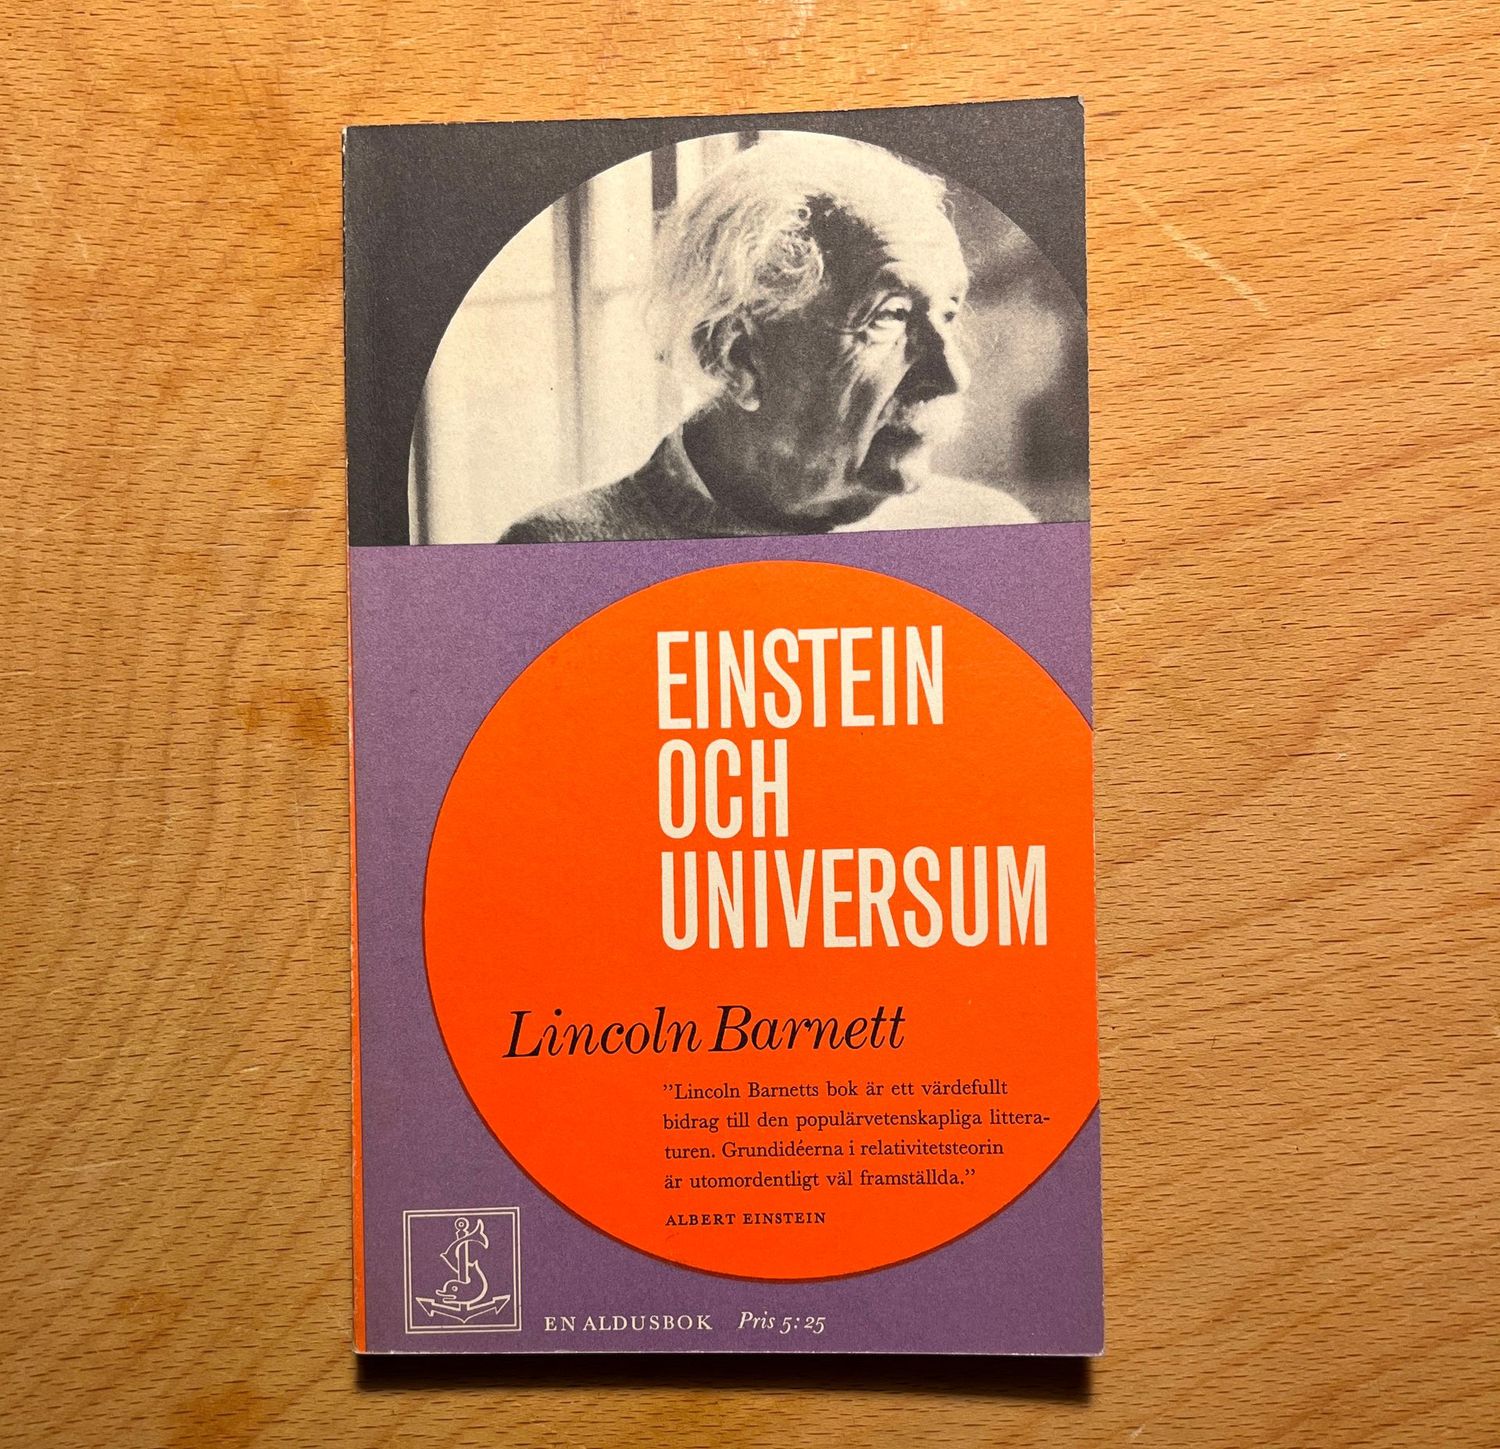 EINSTEIN
OCH
UNIVERSUM
Lincoln Barnett
”Lincoln Barnetts bok är ett värdefullt
bidrag till den populärvetenskapliga littera-
turen. Grundidéerna i relativitetsteorin
är utomordentligt väl framställda.”
ALBERT EINSTEIN
EN ALDUSBOK Pris 5:25